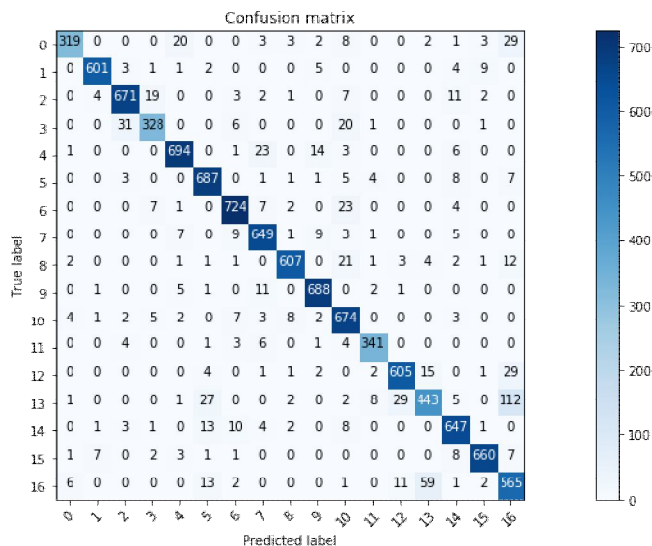 Confusion matrix
0 319 0 0 0 20 0 3 3 2 8 0 0 2 1 3 29
1 0 601 3 1 1 2 0 0 0 5 0 0 0 0 4 9 0
2 0 4 671 19 0 0 3 2 1 0 7 0 0 0 11 2 0
3 0 0 31 328 0 0 6 0 0 0 20 1 0 0 0 1 0
4 1 0 0 0 694 0 1 23 0 14 3 0 0 0 6 0 0
5 0 0 3 0 0 687 0 1 1 1 5 4 0 0 8 0 7
6 0 0 0 7 1 0 724 7 2 0 23 0 0 0 4 0 0
7 0 0 0 0 7 0 9 649 1 9 3 1 0 0 5 0 0
8 2 0 0 0 1 1 1 0 607 0 21 1 3 4 2 1 12
9 0 1 0 0 5 1 0 11 0 688 0 2 1 0 0 0 0
10 4 1 2 5 2 0 7 3 8 2 674 0 0 0 3 0 0
11 0 0 4 0 0 1 3 6 0 1 4 341 0 0 0 0 0
12 0 0 0 0 0 4 0 1 1 2 0 2 605 15 0 1 29
13 1 0 0 0 1 27 0 0 2 0 2 8 29 443 5 0 112
14 0 1 3 1 0 13 10 4 2 0 8 0 0 0 647 1 0
15 1 7 0 2 3 1 1 0 0 0 0 0 0 0 8 660 7
16 6 0 0 0 0 13 2 0 0 0 1 0 11 59 1 2 565
0 1 2 3 4 5 6 7 8 9 10 11 12 13 14 15 16
True label
Predicted label
700
600
500
400
300
200
100
0